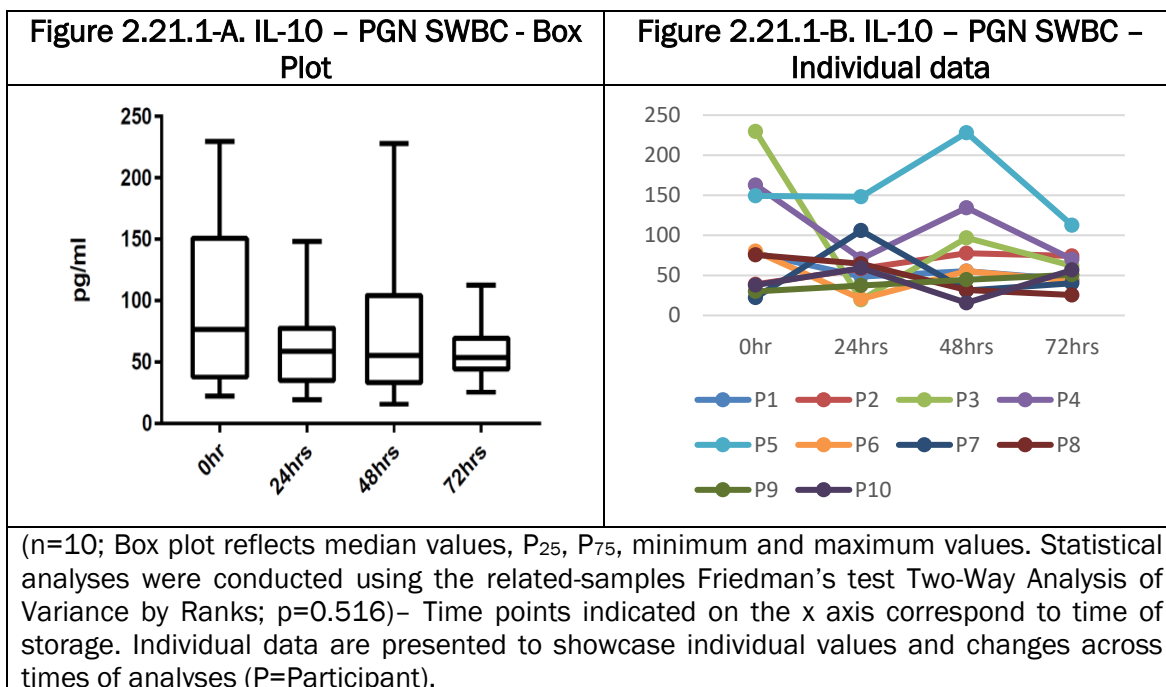 Figure 2.21.1-A. IL-10 – PGN SWBC - Box
Plot
Figure 2.21.1-B. IL-10 – PGN SWBC –
Individual data
250
200
150
100
50
0
pg/ml
0hr
24hrs
48hrs
72hrs
250
200
150
100
50
0
0hr 24hrs 48hrs 72hrs
P1 P2 P3 P4
P5 P6 P7 P8
P9 P10
(n=10; Box plot reflects median values, P25, P75, minimum and maximum values. Statistical
analyses were conducted using the related-samples Friedman's test Two-Way Analysis of
Variance by Ranks; p=0.516)– Time points indicated on the x axis correspond to time of
storage. Individual data are presented to showcase individual values and changes across
times of analyses (P=Participant).